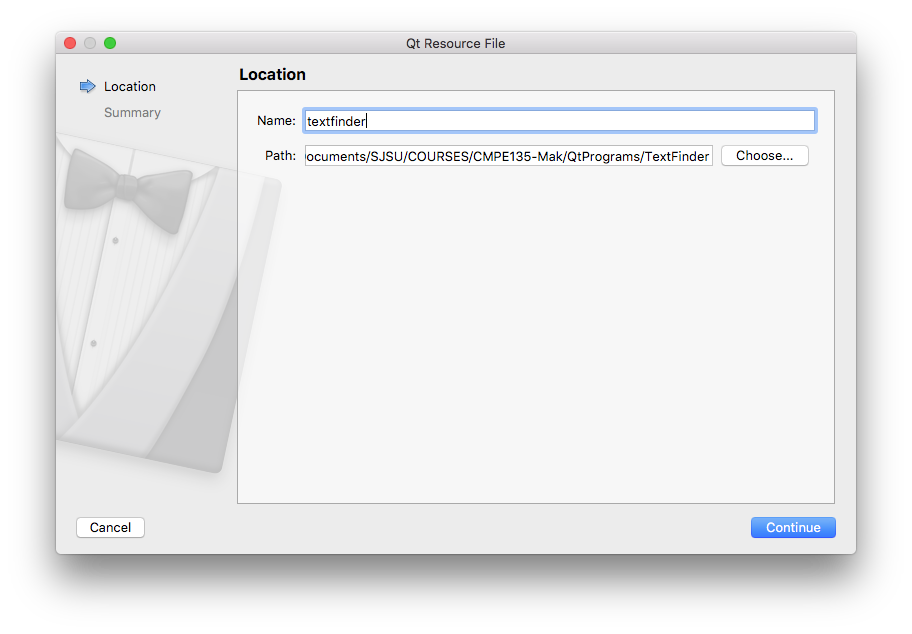 Qt Resource File
Location
Summary
Location
Name: textfinder
Path: ocuments/SJSU/COURSES/CMPE135-Mak/QtPrograms/TextFinder Choose...
Cancel Continue